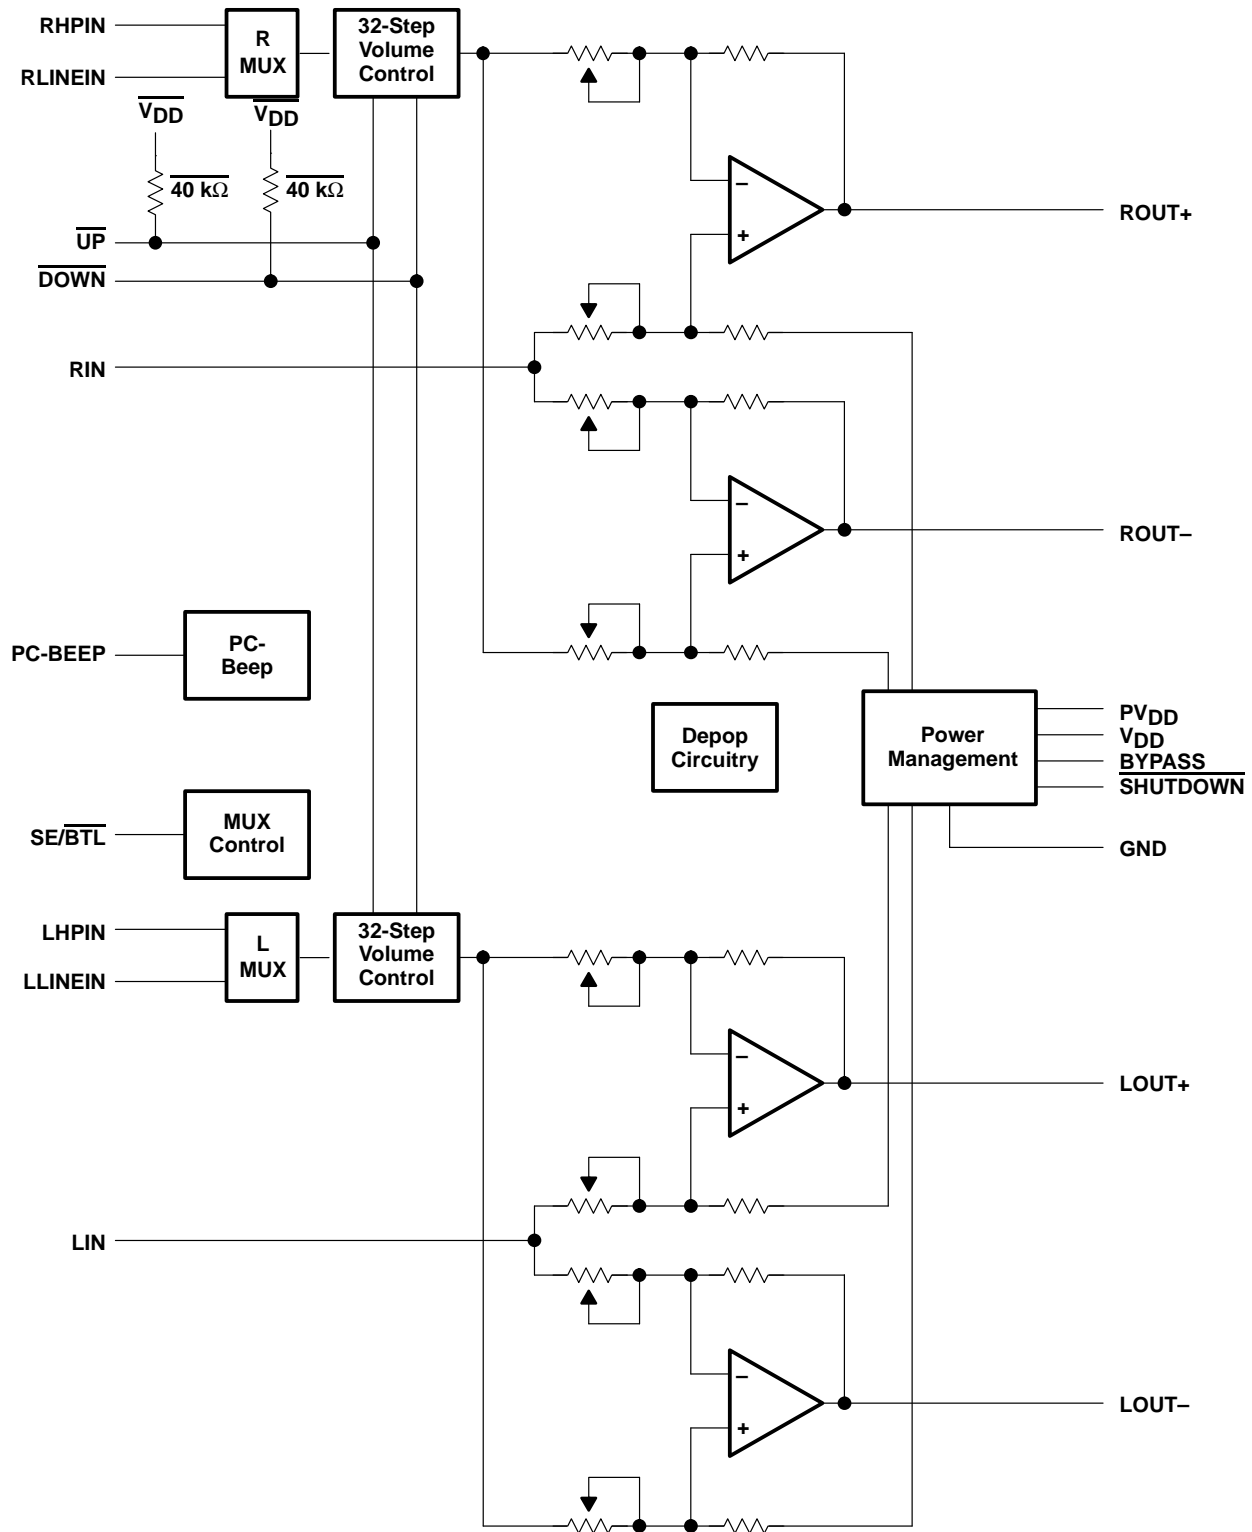 RHPIN
RLINEIN
R
MUX
32-Step
Volume
Control
VDD
VDD
40 kΩ
40 kΩ
UP
DOWN
RIN
–
+
ROUT+
–
+
ROUT–
PC-BEEP
PC-
Beep
Depop
Circuitry
Power
Management
PVDD
VDD
BYPASS
SHUTDOWN
GND
SE/BTL
MUX
Control
LHPIN
LLINEIN
L
MUX
32-Step
Volume
Control
–
+
LOUT+
LIN
–
+
LOUT–